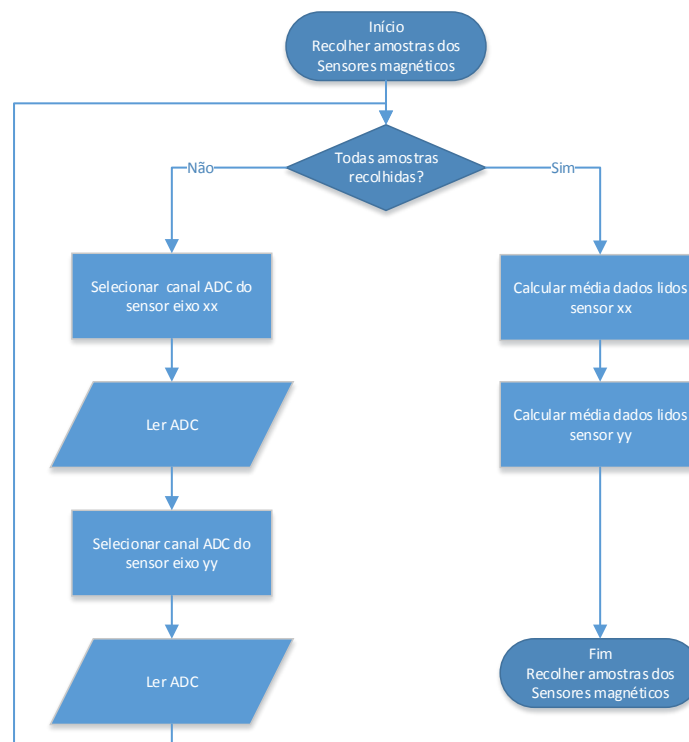 Início
Recolher amostras dos
Sensores magnéticos
Todas amostras
recolhidas?
Não
Sim
Selecionar canal ADC do
sensor eixo xx
Calcular média dados lidos
sensor xx
Ler ADC
Calcular média dados lidos
sensor yy
Selecionar canal ADC do
sensor eixo yy
Ler ADC
Fim
Recolher amostras dos
Sensores magnéticos